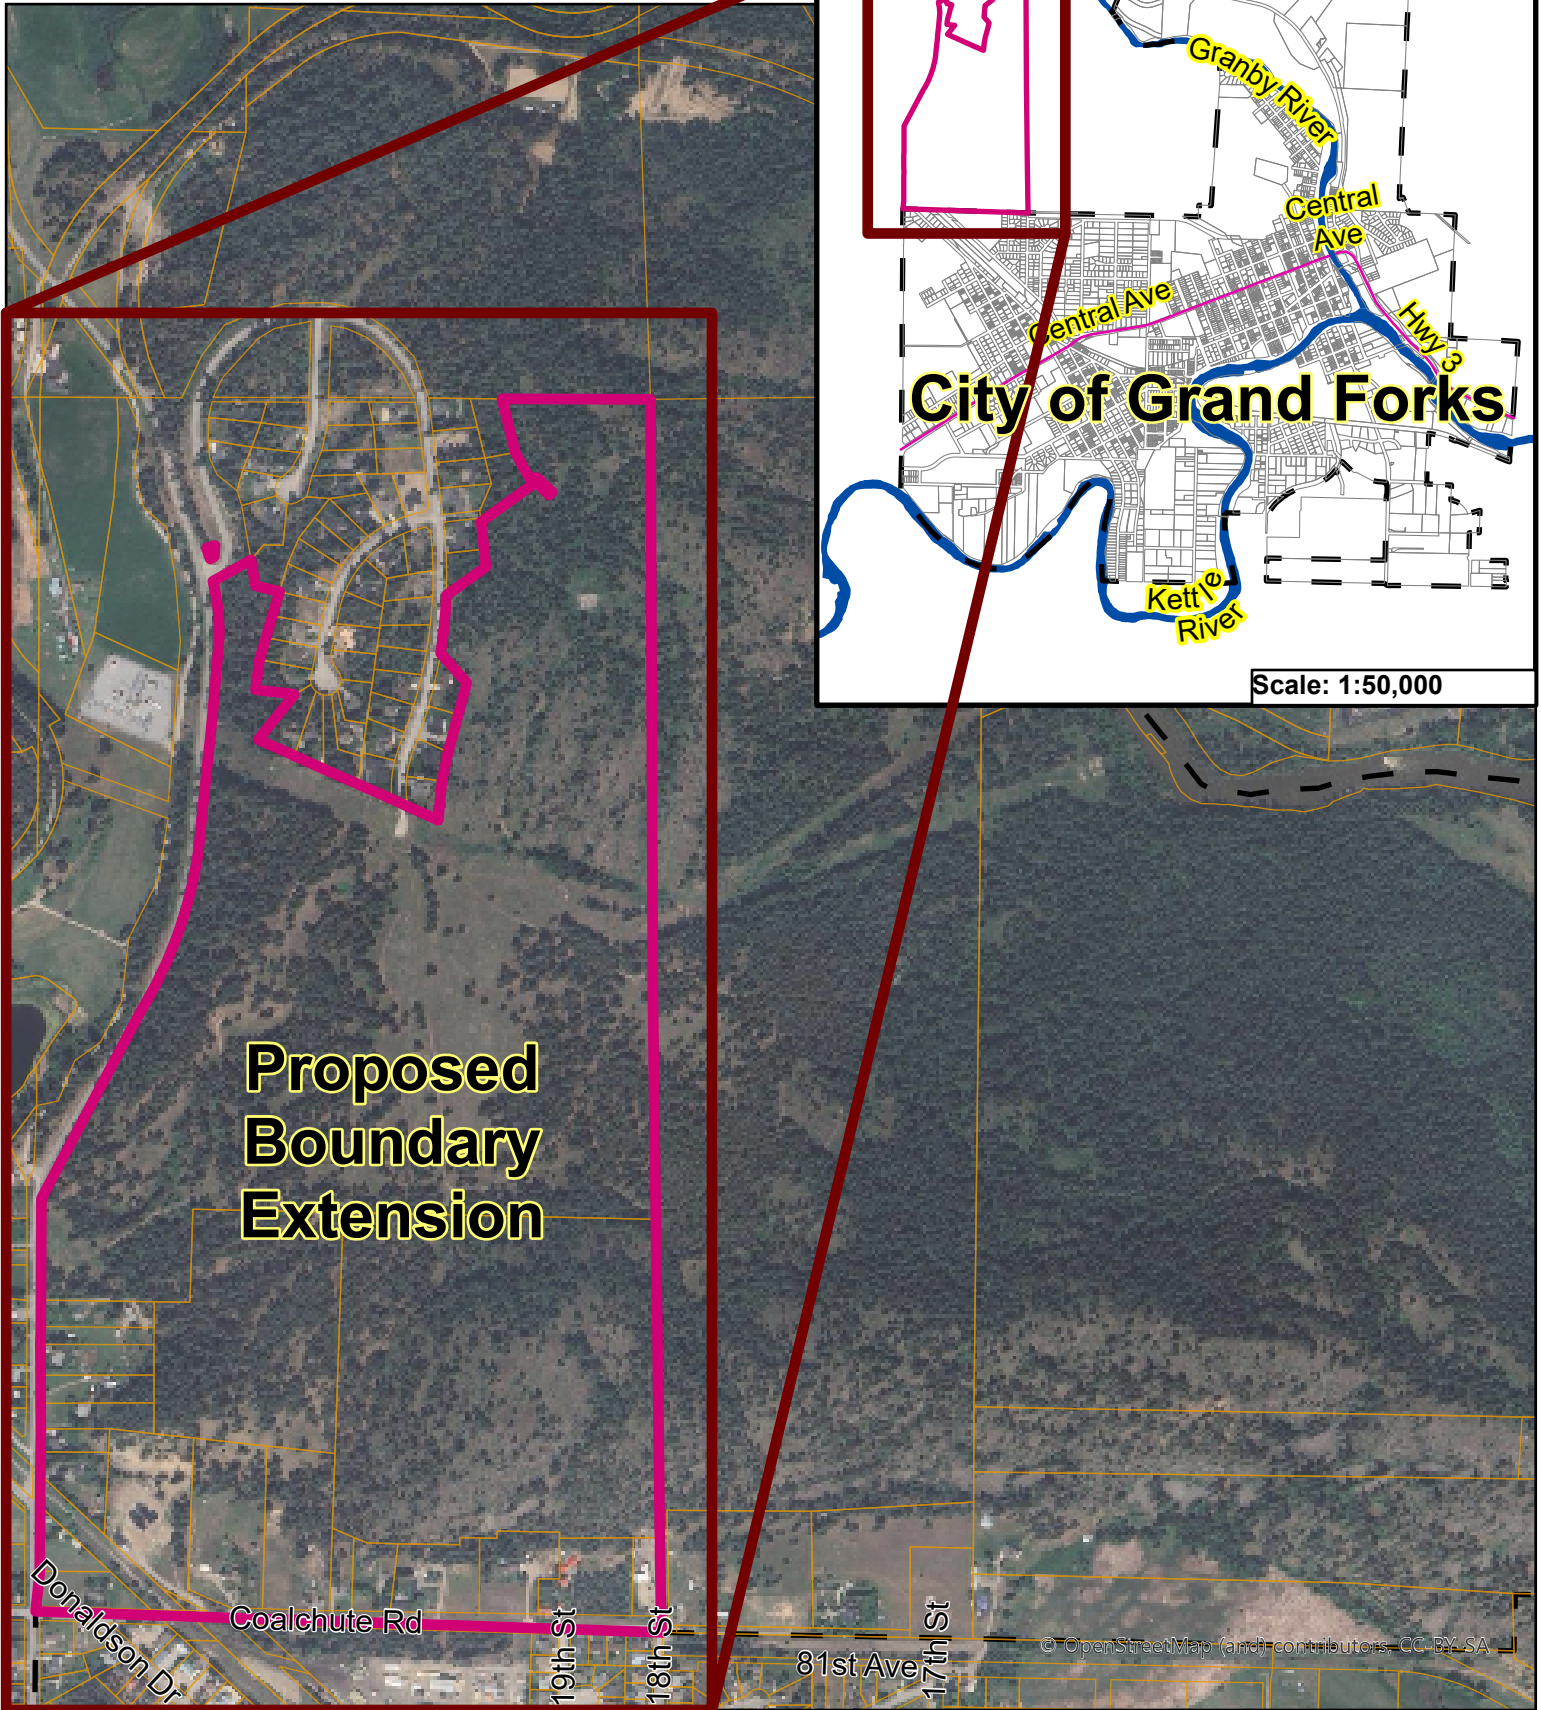 Granby River
Central
Ave
Central Ave
Hwy 3
City of Grand Forks
Kettle
River
Scale: 1:50,000
Proposed
Boundary
Extension
Donaldson Dr
Coalchute Rd
19th St
18th St
81st Ave
17th St
© OpenStreetMap (and) contributors, CC-BY-SA